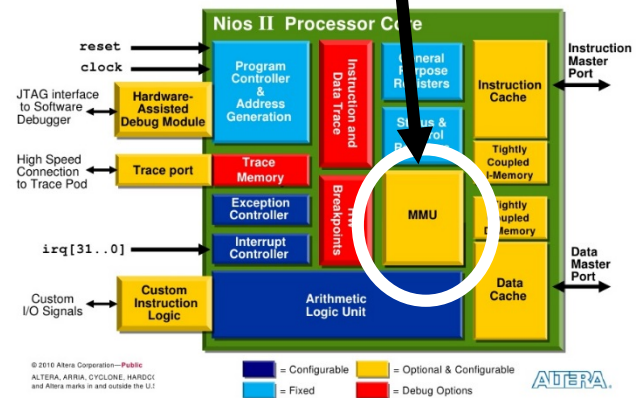 Nios II Processor Core
reset
clock
JTAG interface
to Software
Debugger
Hardware-
Assisted
Debug Module
High Speed
Connection
to Trace Pod
Trace port
irq[31..0]
Custom
I/O Signals
Custom
Instruction
Logic
Program
Controller
&
Address
Generation
Trace
Memory
Exception
Controller
Interrupt
Controller
Instruction and
Data Trace
Breakpoints
Registers
Status &
MMU
Arithmetic
Logic Unit
Instruction
Cache
Tightly
Coupled
I-Memory
Coupled
Data
Cache
Instruction
Master
Port
Data
Master
Port
© 2010 Altera Corporation—Public
ALTERA, ARRIA, CYCLONE,
and Altera marks in and outside the
= Configurable
= Fixed
= Optional & Configurable
= Debug Options
ALTERA.